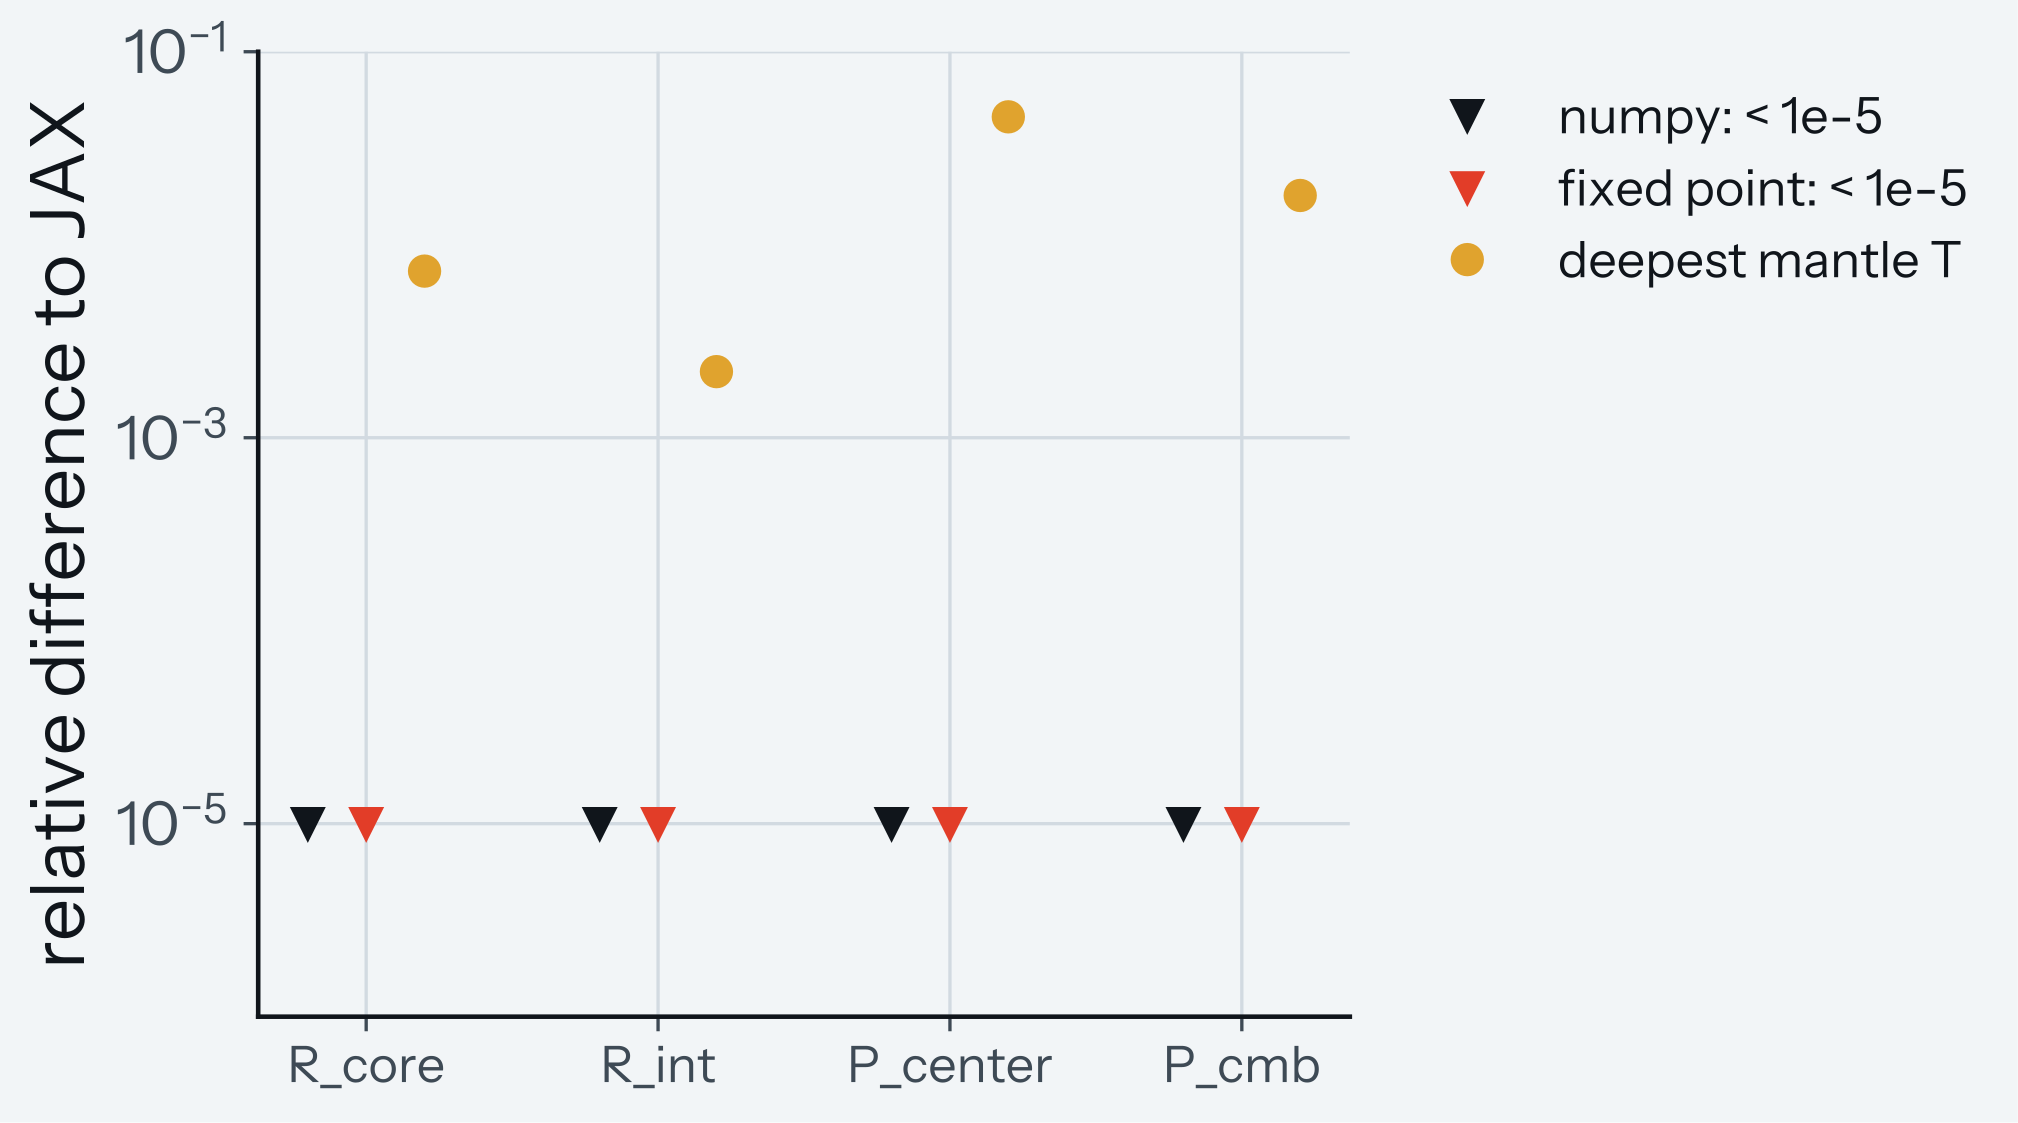 relative difference to JAX
10⁻¹
10⁻³
10⁻⁵
R_core
R_int
P_center
P_cmb
numpy: < 1e-5
fixed point: < 1e-5
deepest mantle T